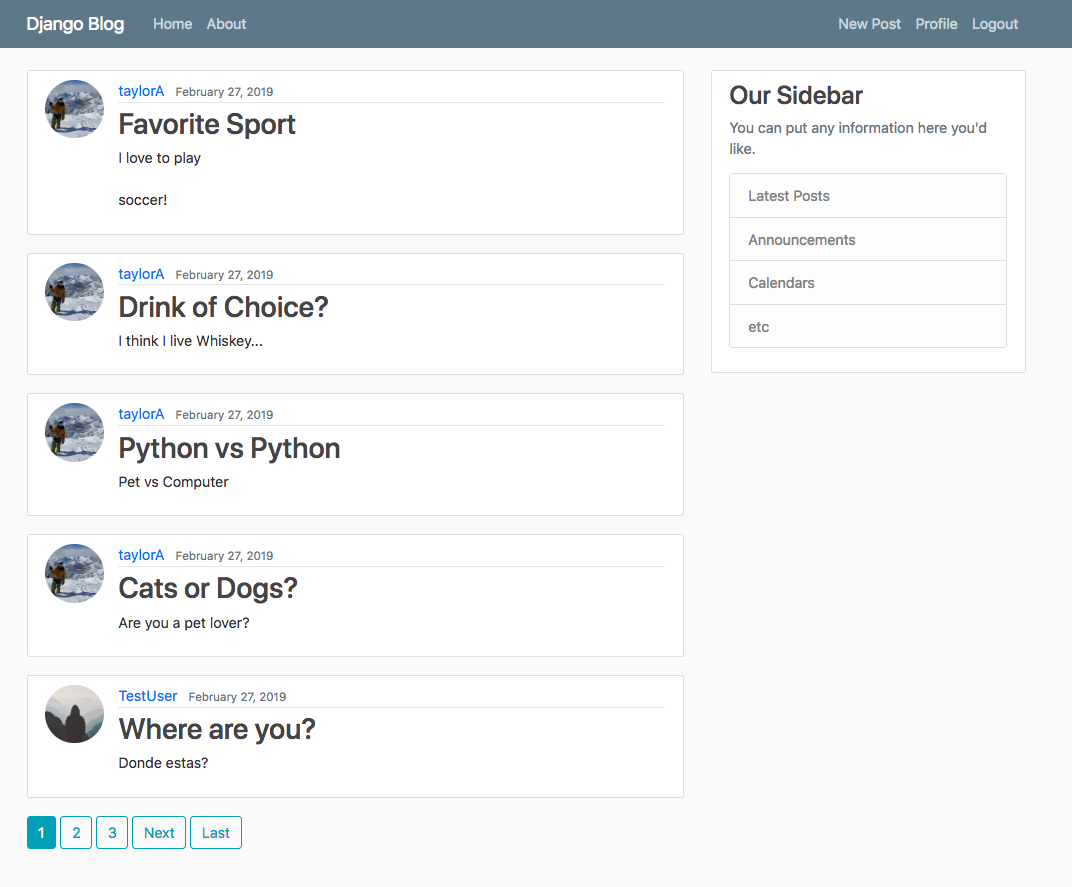 Django Blog Home About New Post Profile Logout
taylorA February 27, 2019
Favorite Sport
I love to play
soccer!
taylorA February 27, 2019
Drink of Choice?
I think I live Whiskey...
taylorA February 27, 2019
Python vs Python
Pet vs Computer
taylorA February 27, 2019
Cats or Dogs?
Are you a pet lover?
TestUser February 27, 2019
Where are you?
Donde estas?
1 2 3 Next Last
Our Sidebar
You can put any information here you'd
like.
Latest Posts
Announcements
Calendars
etc